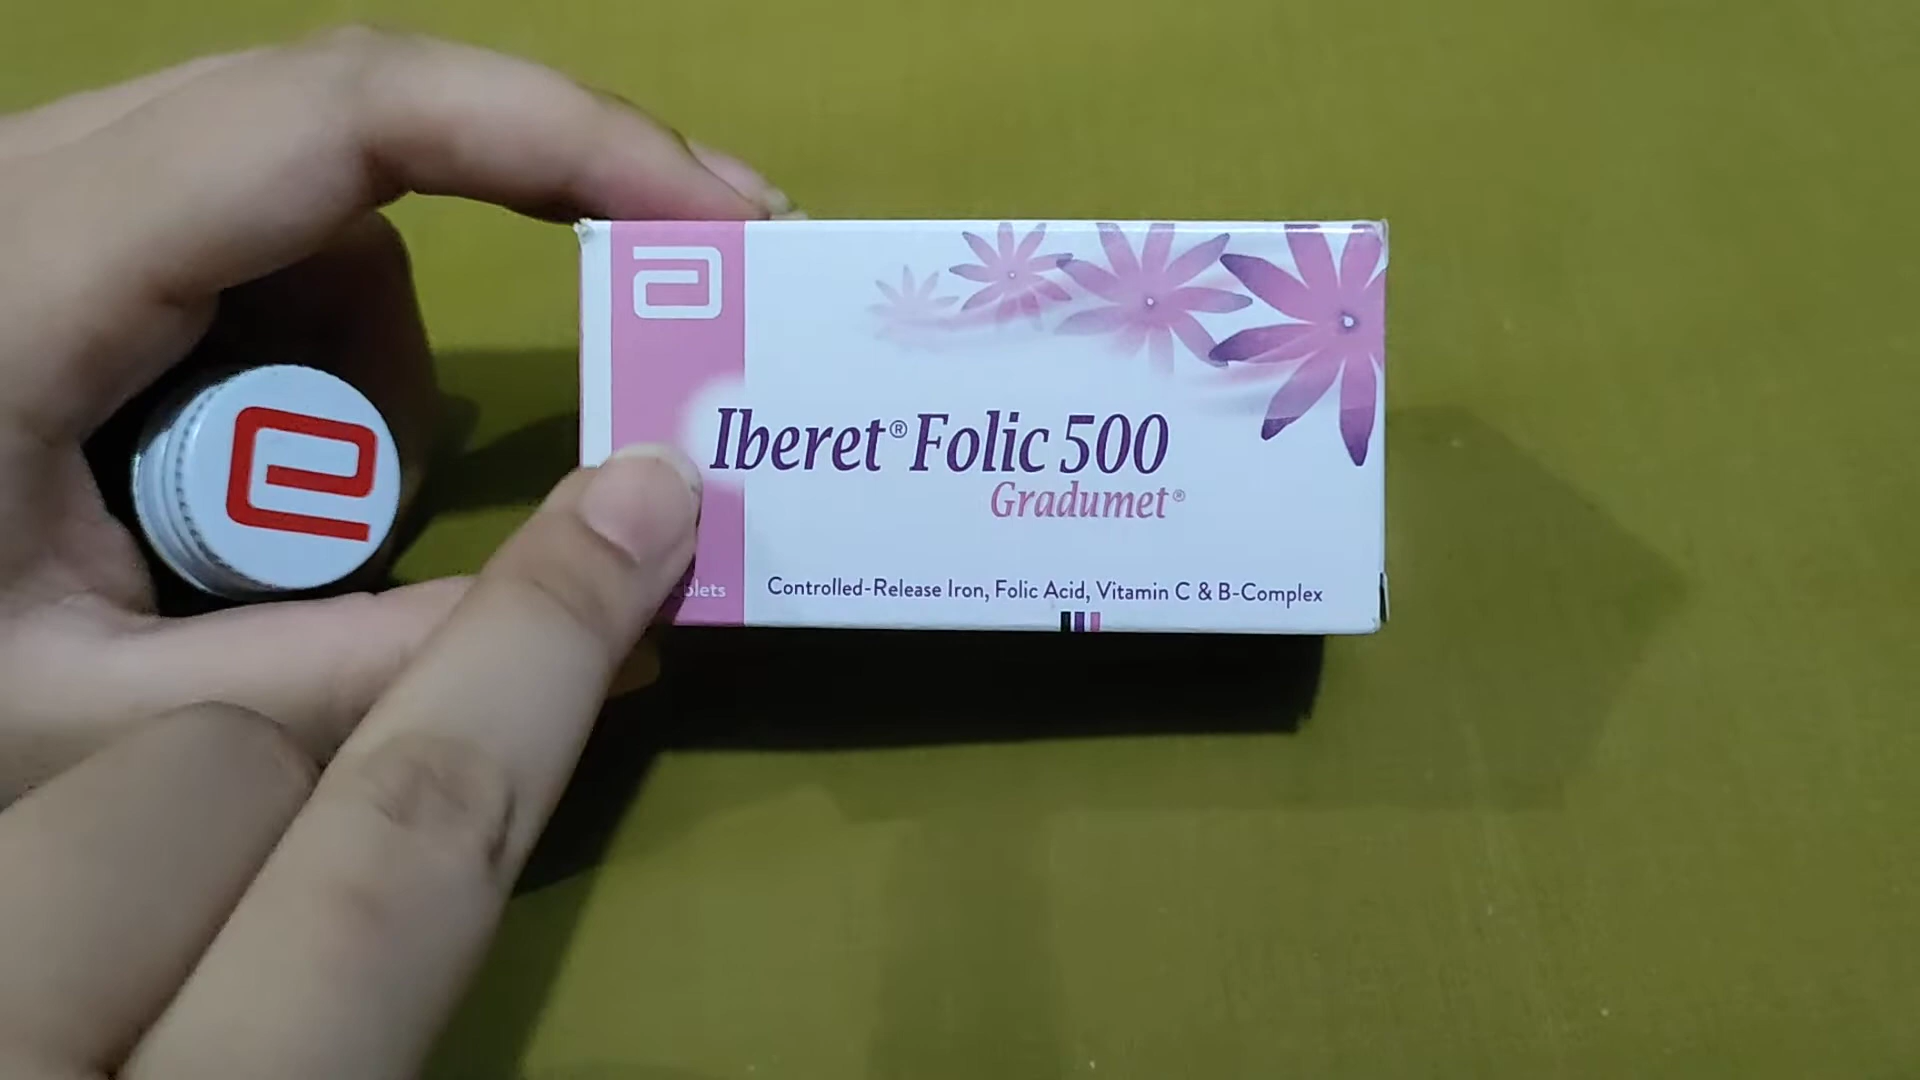 Iberet® Folic 500
Gradumet®
Controlled-Release Iron, Folic Acid, Vitamin C & B-Complex